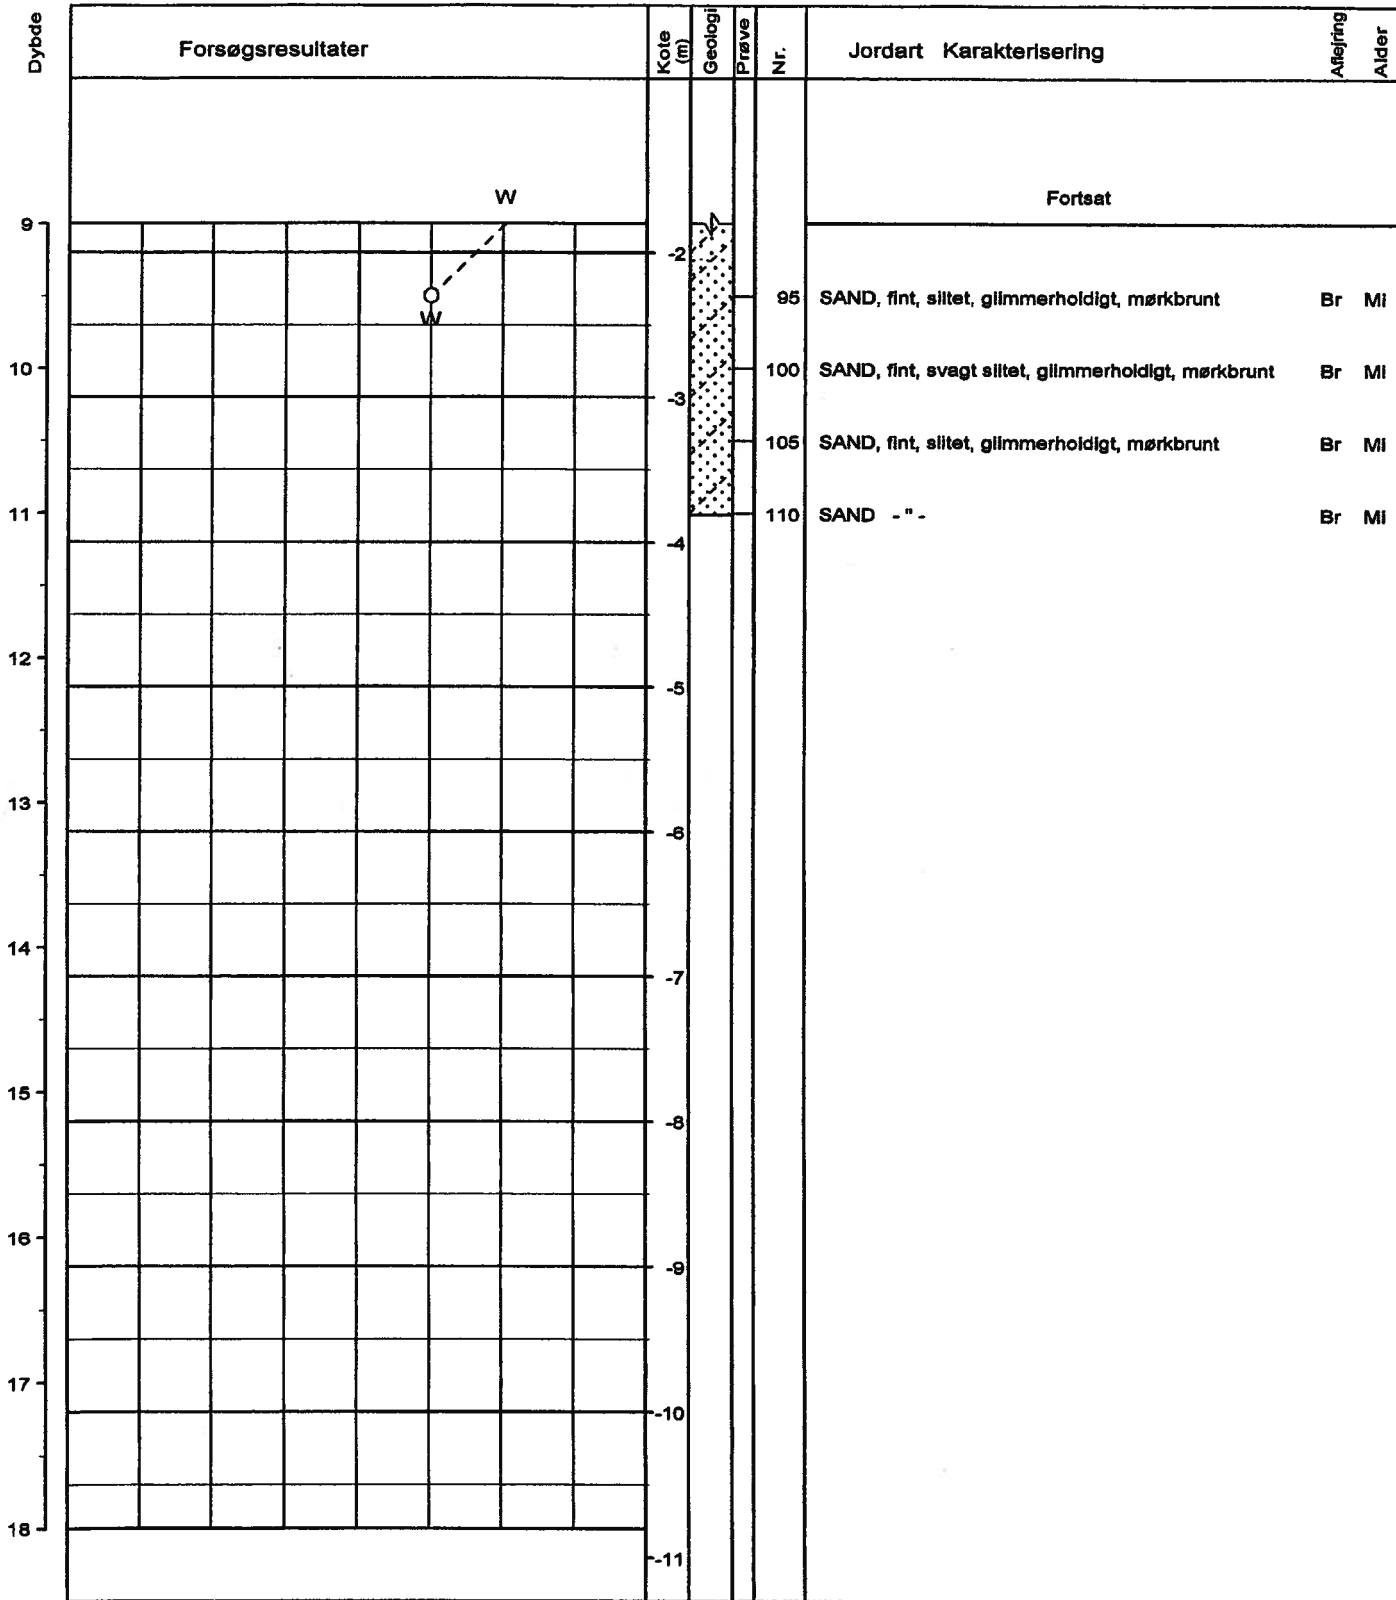 Dybde Forsøgsresultater Kote (m) Geologi Prøve Nr. Jordart Karakterisering Aflejring Alder
Fortsat
W
9
-2
95 SAND, fint, siltet, glimmerholdigt, mørkbrunt Br MI
W
10 100 SAND, fint, svagt siltet, glimmerholdigt, mørkbrunt Br MI
-3
105 SAND, fint, siltet, glimmerholdigt, mørkbrunt Br MI
11 110 SAND - " - Br MI
-4
12
-5
13
-6
14
-7
15
-8
16
-9
17
-10
18
-11